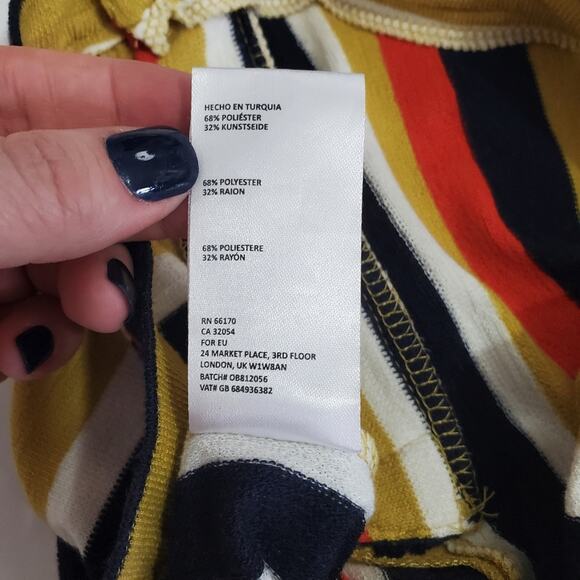 HECHO EN TURQUIA
68% POLIÉSTER
32% KUNSTSEIDE
68% POLYESTER
32% RAION
68% POLIESTERE
32% RAYÓN
RN 66170
CA 32054
FOR EU
24 MARKET PLACE, 3RD FLOOR
LONDON, UK W1W8AN
BATCH# OB812056
VAT# GB 684936382